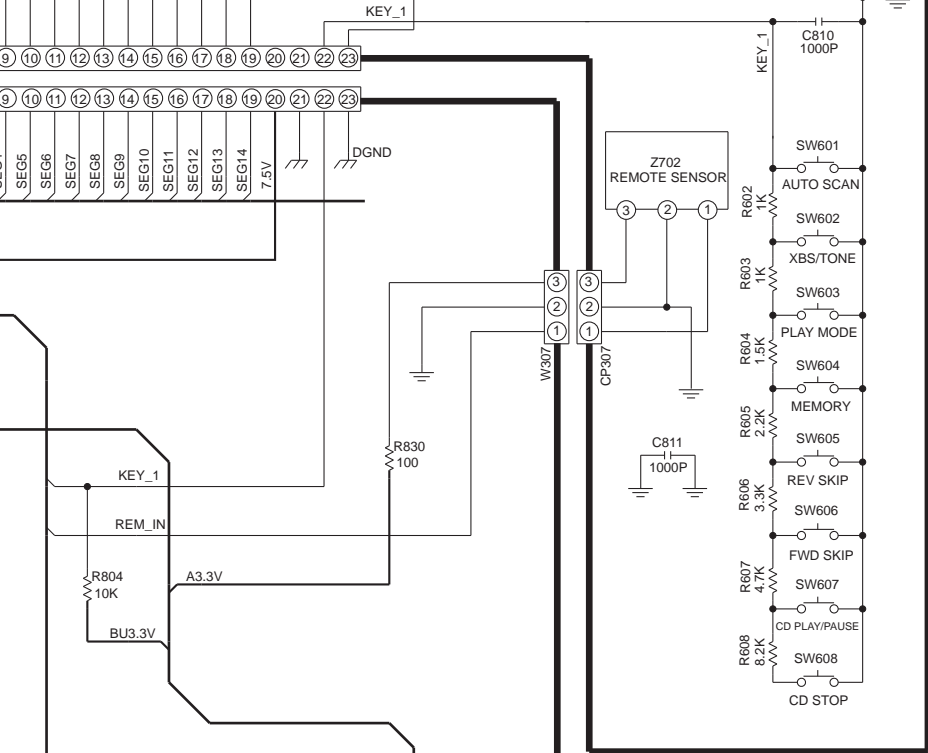 KEY_1
C810
1000P
KEY_1
9 10 11 12 13 14 15 16 17 18 19 20 21 22 23
9 10 11 12 13 14 15 16 17 18 19 20 21 22 23
SEG5
SEG6
SEG7
SEG8
SEG9
SEG10
SEG11
SEG12
SEG13
SEG14
7.5V
DGND
Z702
REMOTE SENSOR
3 2 1
SW601
AUTO SCAN
R602
1K
SW602
XBS/TONE
R603
1K
SW603
PLAY MODE
R604
1.5K
SW604
MEMORY
R605
2.2K
SW605
REV SKIP
R606
3.3K
SW606
FWD SKIP
R607
4.7K
SW607
CD PLAY/PAUSE
R608
8.2K
SW608
CD STOP
3 3
2 2
1 1
W307
CP307
C811
1000P
R830
100
KEY_1
REM_IN
R804
10K
A3.3V
BU3.3V